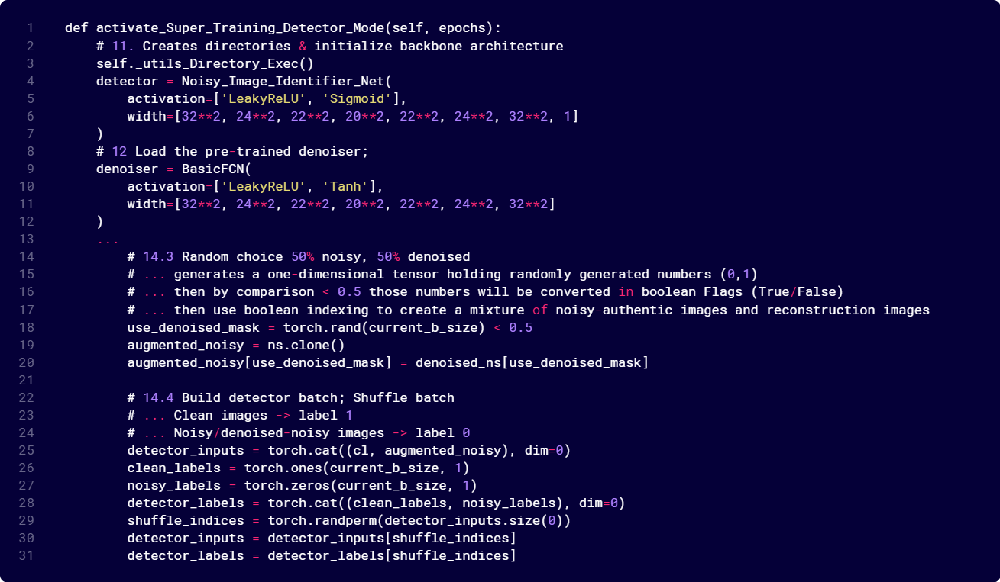 1 def activate_Super_Training_Detector_Mode(self, epochs):
2 # 11. Creates directories & initialize backbone architecture
3 self._utils_Directory_Exec()
4 detector = Noisy_Image_Identifier_Net(
5 activation=['LeakyReLU', 'Sigmoid'],
6 width=[32**2, 24**2, 22**2, 20**2, 22**2, 24**2, 32**2, 1]
7 )
8 # 12 Load the pre-trained denoiser;
9 denoiser = BasicFCN(
10 activation=['LeakyReLU', 'Tanh'],
11 width=[32**2, 24**2, 22**2, 20**2, 22**2, 24**2, 32**2]
12 )
13 ...
14 # 14.3 Random choice 50% noisy, 50% denoised
15 # ... generates a one-dimensional tensor holding randomly generated numbers (0,1)
16 # ... then by comparison < 0.5 those numbers will be converted in boolean Flags (True/False)
17 # ... then use boolean indexing to create a mixture of noisy-authentic images and reconstruction images
18 use_denoised_mask = torch.rand(current_b_size) < 0.5
19 augmented_noisy = ns.clone()
20 augmented_noisy[use_denoised_mask] = denoised_ns[use_denoised_mask]
21
22 # 14.4 Build detector batch; Shuffle batch
23 # ... Clean images -> label 1
24 # ... Noisy/denoised-noisy images -> label 0
25 detector_inputs = torch.cat((cl, augmented_noisy), dim=0)
26 clean_labels = torch.ones(current_b_size, 1)
27 noisy_labels = torch.zeros(current_b_size, 1)
28 detector_labels = torch.cat((clean_labels, noisy_labels), dim=0)
29 shuffle_indices = torch.randperm(detector_inputs.size(0))
30 detector_inputs = detector_inputs[shuffle_indices]
31 detector_labels = detector_labels[shuffle_indices]